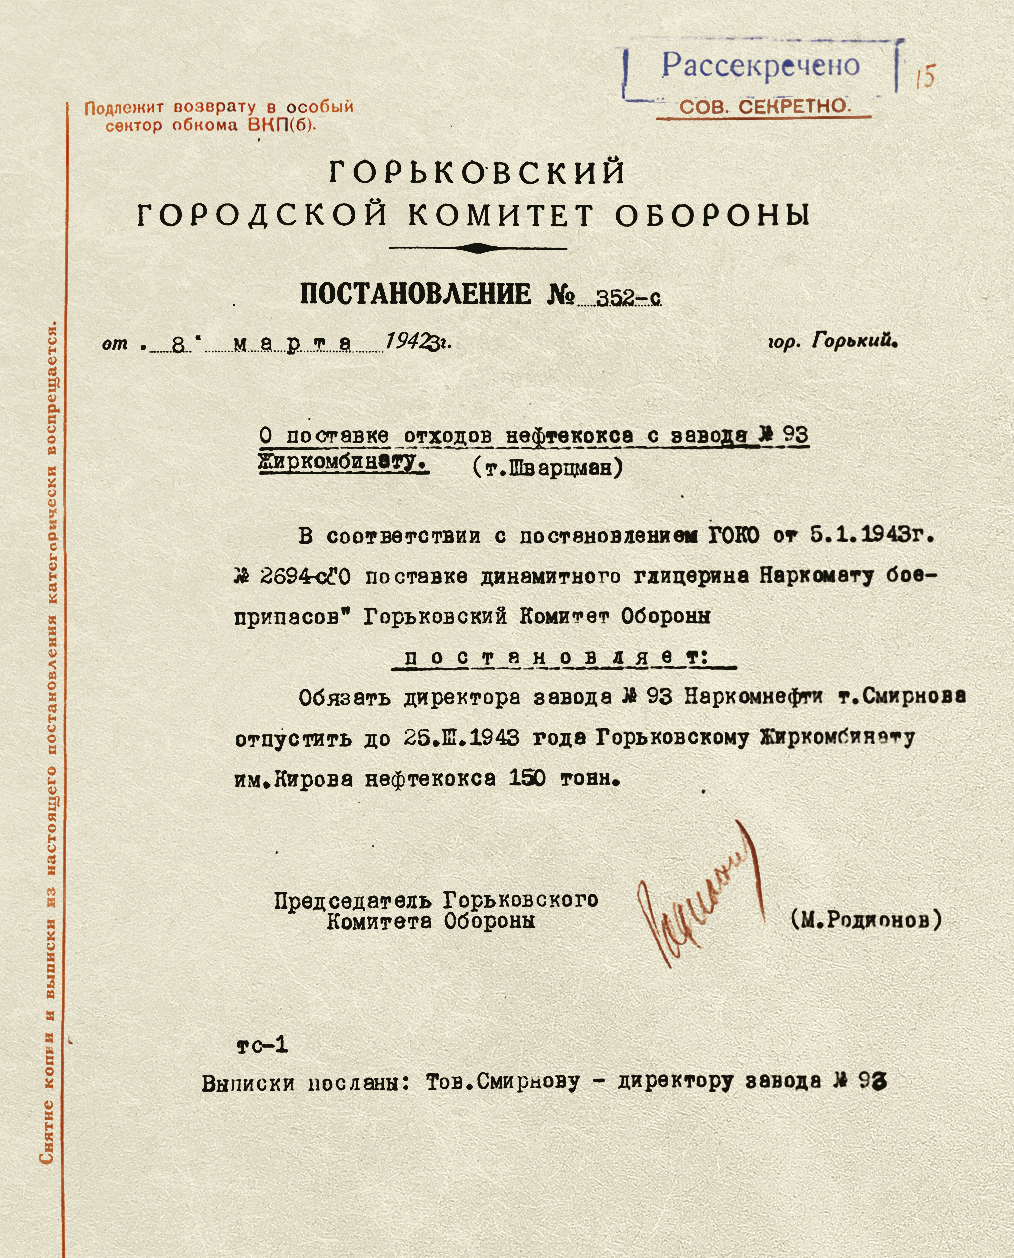 Рассекречено
15
СОВ. СЕКРЕТНО.
Подлежит возврату в особый
сектор обкома ВКП(б).
ГОРЬКОВСКИЙ
ГОРОДСКОЙ КОМИТЕТ ОБОРОНЫ
ПОСТАНОВЛЕНИЕ № 352-с
от "8" марта 1943г. гор. Горький.
О поставке отходов нефтекокса с завода № 93
Жиркомбинату. (т.Шварцман)
В соответствии с постановлением ГОКО от 5.1.1943г.
№ 2694-с"О поставке динамитного глицерина Наркомату бое-
припасов" Горьковский Комитет Обороны
п о с т а н о в л я е т:
Обязать директора завода № 93 Наркомнефти т.Смирнова
отпустить до 25.Ш.1943 года Горьковскому Жиркомбинату
им.Кирова нефтекокса 150 тонн.
Председатель Горьковского
Комитета Обороны (М.Родионов)
Родионов
тс-1
Выписки посланы: Тов.Смирнову - директору завода № 93
Снятие копии и выписки из настоящего постановления категорически воспрещается.